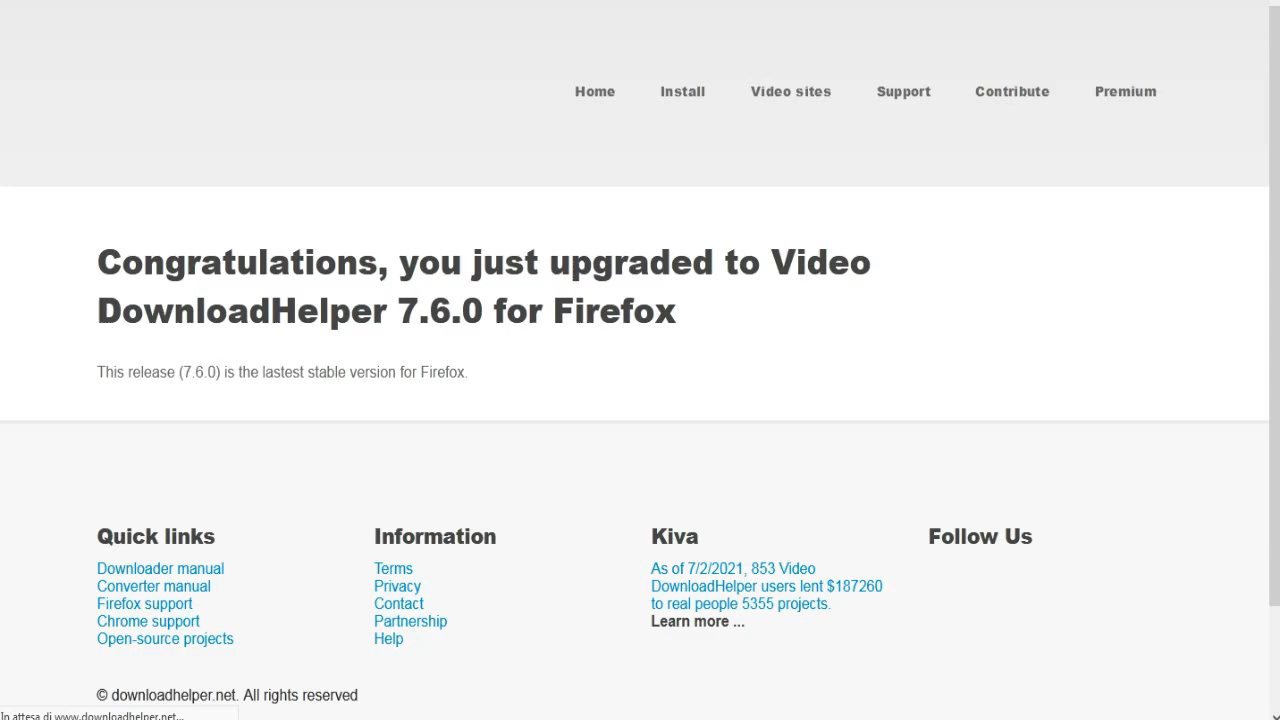 Home Install Video sites Support Contribute Premium
Congratulations, you just upgraded to Video
DownloadHelper 7.6.0 for Firefox
This release (7.6.0) is the lastest stable version for Firefox.
Quick links
Downloader manual
Converter manual
Firefox support
Chrome support
Open-source projects
Information
Terms
Privacy
Contact
Partnership
Help
Kiva
As of 7/2/2021, 853 Video
DownloadHelper users lent $187260
to real people 5355 projects.
Learn more ...
Follow Us
© downloadhelper.net. All rights reserved
In attesa di www.downloadhelper.net...